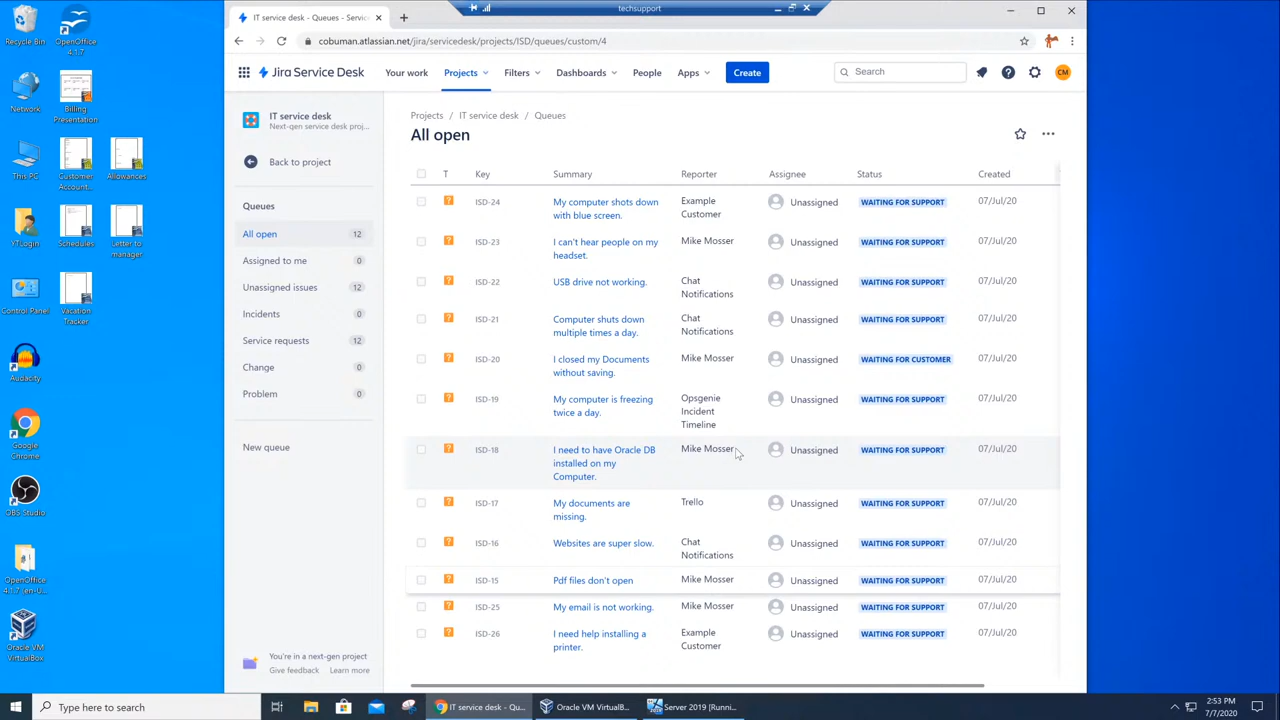 Recycle Bin
OpenOffice
4.1.7
Network
Billing
Presentation
This PC
Customer
Account...
Allowances
YTLogin
Schedules
Letter to
manager
Control Panel
Vacation
Tracker
Audacity
Google
Chrome
OBS Studio
OpenOffice
4.1.7 (en-U...
Oracle VM
VirtualBox
techsupport
IT service desk - Queues - Servic
cobuman.atlassian.net/jira/servicedesk/projects/ISD/queues/custom/4
Jira Service Desk
Your work
Projects
Filters
Dashboards
People
Apps
Create
Search
CM
IT service desk
Next-gen service desk proj...
Back to project
Queues
All open 12
Assigned to me 0
Unassigned issues 12
Incidents 0
Service requests 12
Change 0
Problem 0
New queue
You're in a next-gen project
Give feedback Learn more
Projects / IT service desk / Queues
All open
T Key Summary Reporter Assignee Status Created
ISD-24 My computer shots down Example Unassigned WAITING FOR SUPPORT 07/Jul/20
with blue screen. Customer
ISD-23 I can't hear people on my Mike Mosser Unassigned WAITING FOR SUPPORT 07/Jul/20
headset.
ISD-22 USB drive not working. Chat Unassigned WAITING FOR SUPPORT 07/Jul/20
Notifications
ISD-21 Computer shuts down Chat Unassigned WAITING FOR SUPPORT 07/Jul/20
multiple times a day. Notifications
ISD-20 I closed my Documents Mike Mosser Unassigned WAITING FOR CUSTOMER 07/Jul/20
without saving.
ISD-19 My computer is freezing Opsgenie Unassigned WAITING FOR SUPPORT 07/Jul/20
twice a day. Incident
Timeline
ISD-18 I need to have Oracle DB Mike Mosser Unassigned WAITING FOR SUPPORT 07/Jul/20
installed on my
Computer.
ISD-17 My documents are Trello Unassigned WAITING FOR SUPPORT 07/Jul/20
missing.
ISD-16 Websites are super slow. Chat Unassigned WAITING FOR SUPPORT 07/Jul/20
Notifications
ISD-15 Pdf files don't open Mike Mosser Unassigned WAITING FOR SUPPORT 07/Jul/20
ISD-25 My email is not working. Mike Mosser Unassigned WAITING FOR SUPPORT 07/Jul/20
ISD-26 I need help installing a Example Unassigned WAITING FOR SUPPORT 07/Jul/20
printer. Customer
Type here to search
IT service desk - Qu...
Oracle VM VirtualB...
Server 2019 [Runni...
2:53 PM
7/7/2020